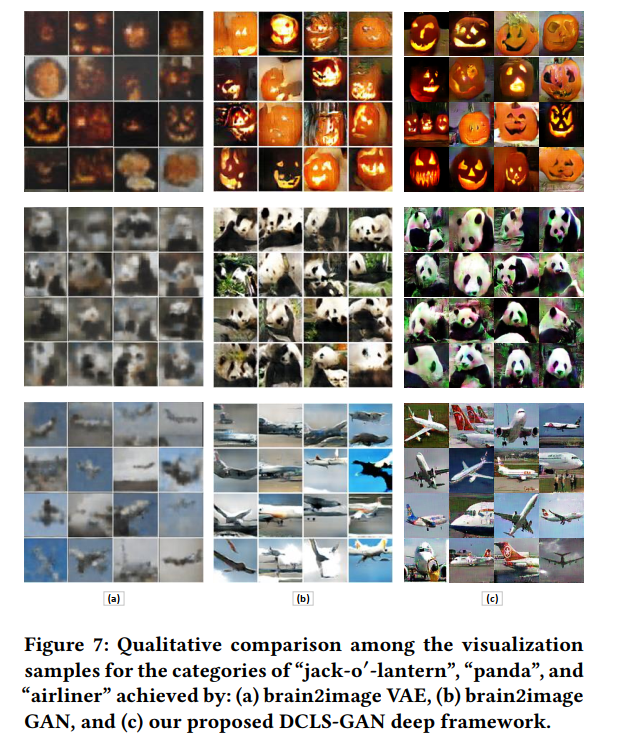 (a)
(b)
(c)
Figure 7: Qualitative comparison among the visualization
samples for the categories of “jack-o′-lantern”, “panda”, and
“airliner” achieved by: (a) brain2image VAE, (b) brain2image
GAN, and (c) our proposed DCLS-GAN deep framework.